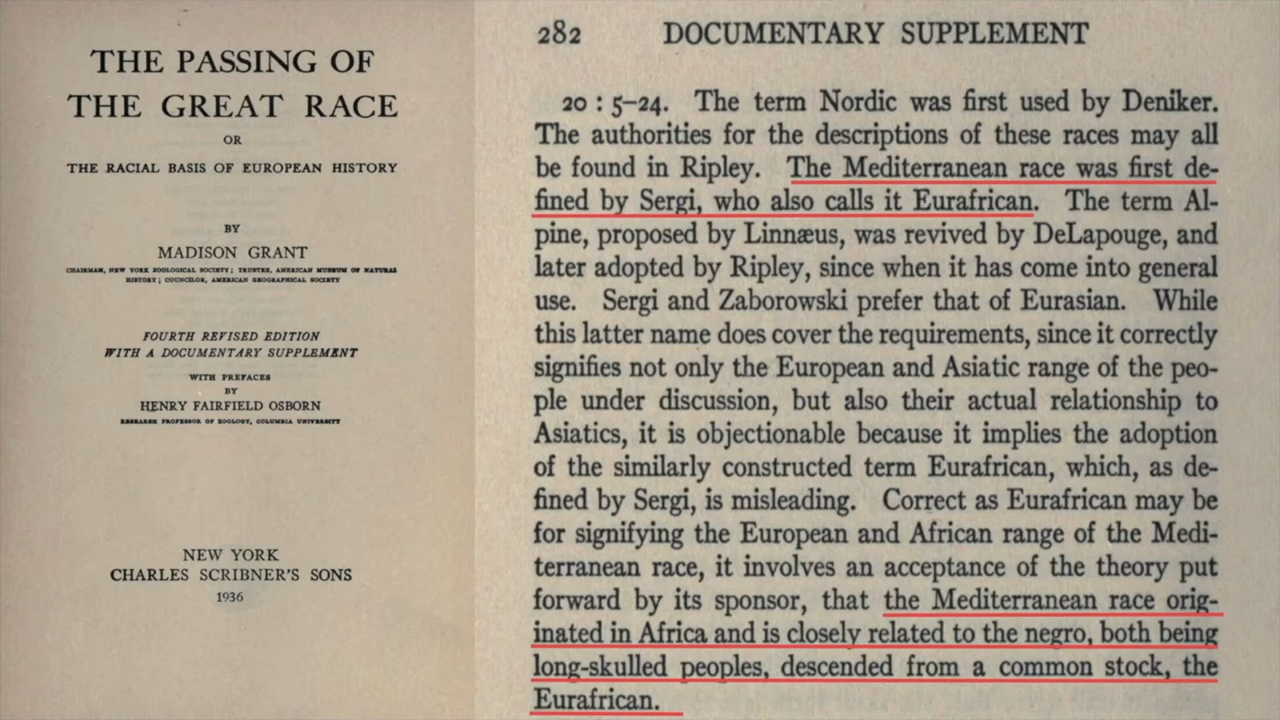 THE PASSING OF
THE GREAT RACE
OR
THE RACIAL BASIS OF EUROPEAN HISTORY
BY
MADISON GRANT
CHAIRMAN, NEW YORK ZOOLOGICAL SOCIETY; TRUSTEE, AMERICAN MUSEUM OF NATURAL
HISTORY; COUNCILOR, AMERICAN GEOGRAPHICAL SOCIETY
FOURTH REVISED EDITION
WITH A DOCUMENTARY SUPPLEMENT
WITH PREFACES
BY
HENRY FAIRFIELD OSBORN
RESEARCH PROFESSOR OF ZOOLOGY, COLUMBIA UNIVERSITY
NEW YORK
CHARLES SCRIBNER'S SONS
1936
282 DOCUMENTARY SUPPLEMENT
20 : 5–24. The term Nordic was first used by Deniker.
The authorities for the descriptions of these races may all
be found in Ripley. The Mediterranean race was first de-
fined by Sergi, who also calls it Eurafrican. The term Al-
pine, proposed by Linnæus, was revived by DeLapouge, and
later adopted by Ripley, since when it has come into general
use. Sergi and Zaborowski prefer that of Eurasian. While
this latter name does cover the requirements, since it correctly
signifies not only the European and Asiatic range of the peo-
ple under discussion, but also their actual relationship to
Asiatics, it is objectionable because it implies the adoption
of the similarly constructed term Eurafrican, which, as de-
fined by Sergi, is misleading. Correct as Eurafrican may be
for signifying the European and African range of the Medi-
terranean race, it involves an acceptance of the theory put
forward by its sponsor, that the Mediterranean race orig-
inated in Africa and is closely related to the negro, both being
long-skulled peoples, descended from a common stock, the
Eurafrican.